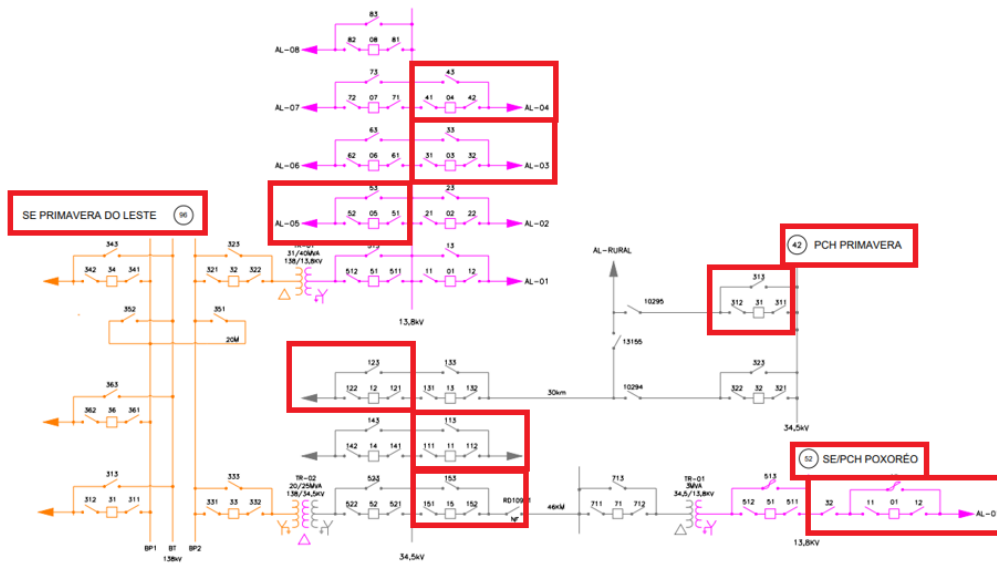 83
82 08 81
AL-08
73 43
72 07 71 41 04 42
AL-07 AL-04
63 33
62 06 61 31 03 32
AL-06 AL-03
53 23
52 05 51 21 02 22
AL-05 AL-02
SE PRIMAVERA DO LESTE 96
42 PCH PRIMAVERA
343 323
31/40MVA
138/13,8KV
13
342 34 341 321 32 322
512 51 511 11 01 12
AL-01
AL-RURAL
313
312 31 311
10295
352 351
20M
13,8kV
13155
123 133
122 12 121 131 13 132
30km
10294
323
322 32 321
363
362 36 361
143 113
142 14 141 111 11 112
34,5kV
52 SE/PCH POXORÉO
313 333
TR-02
20/25MVA
138/34,5KV
523 153
713
TR-01
3MVA
34,5/13,8KV
513
312 31 311 331 33 332
522 52 521 151 15 152
NF
46KM
711 71 712
512 51 511 32 11 01 12
BP1 BT BP2
138kV
34,5kV
13,8KV